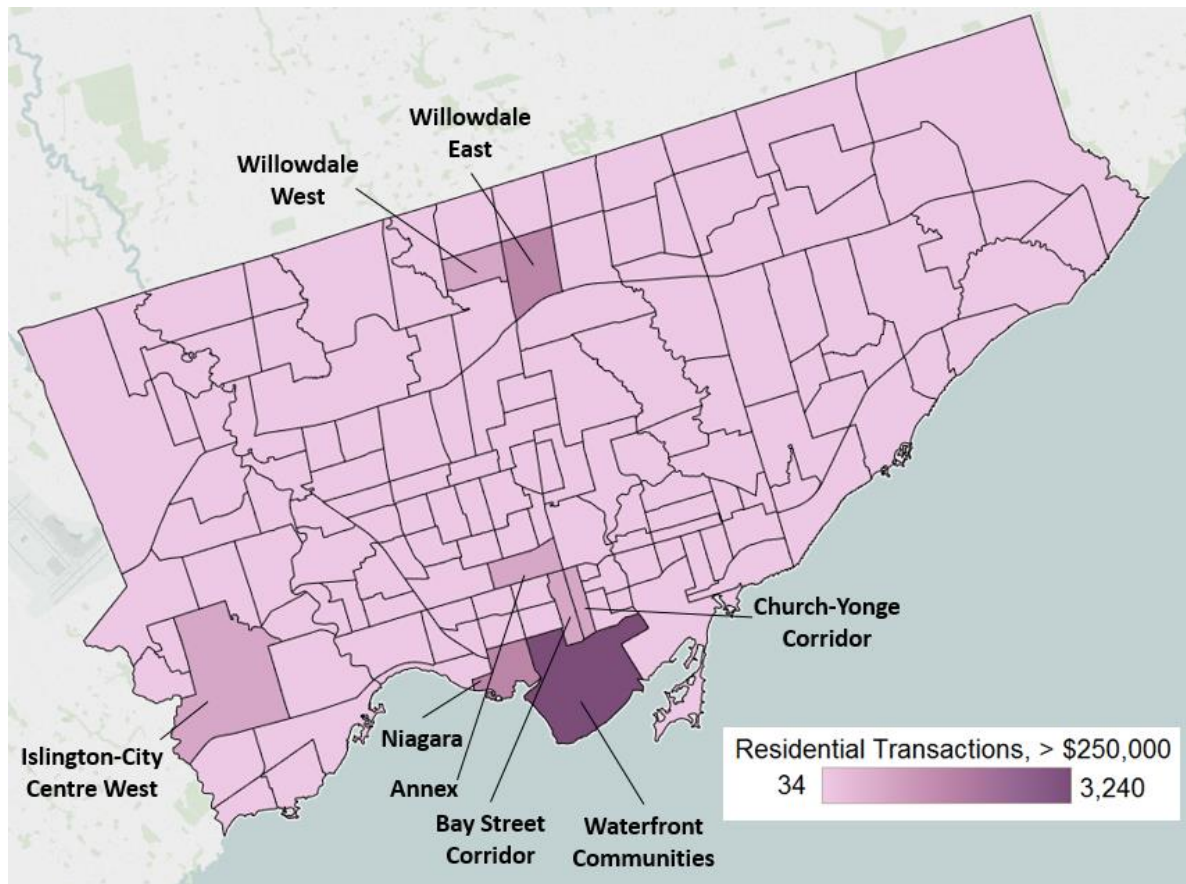 Willowdale
East
Willowdale
West
Church-Yonge
Corridor
Islington-City
Centre West
Niagara
Annex
Bay Street
Corridor
Waterfront
Communities
Residential Transactions, > $250,000
34
3,240